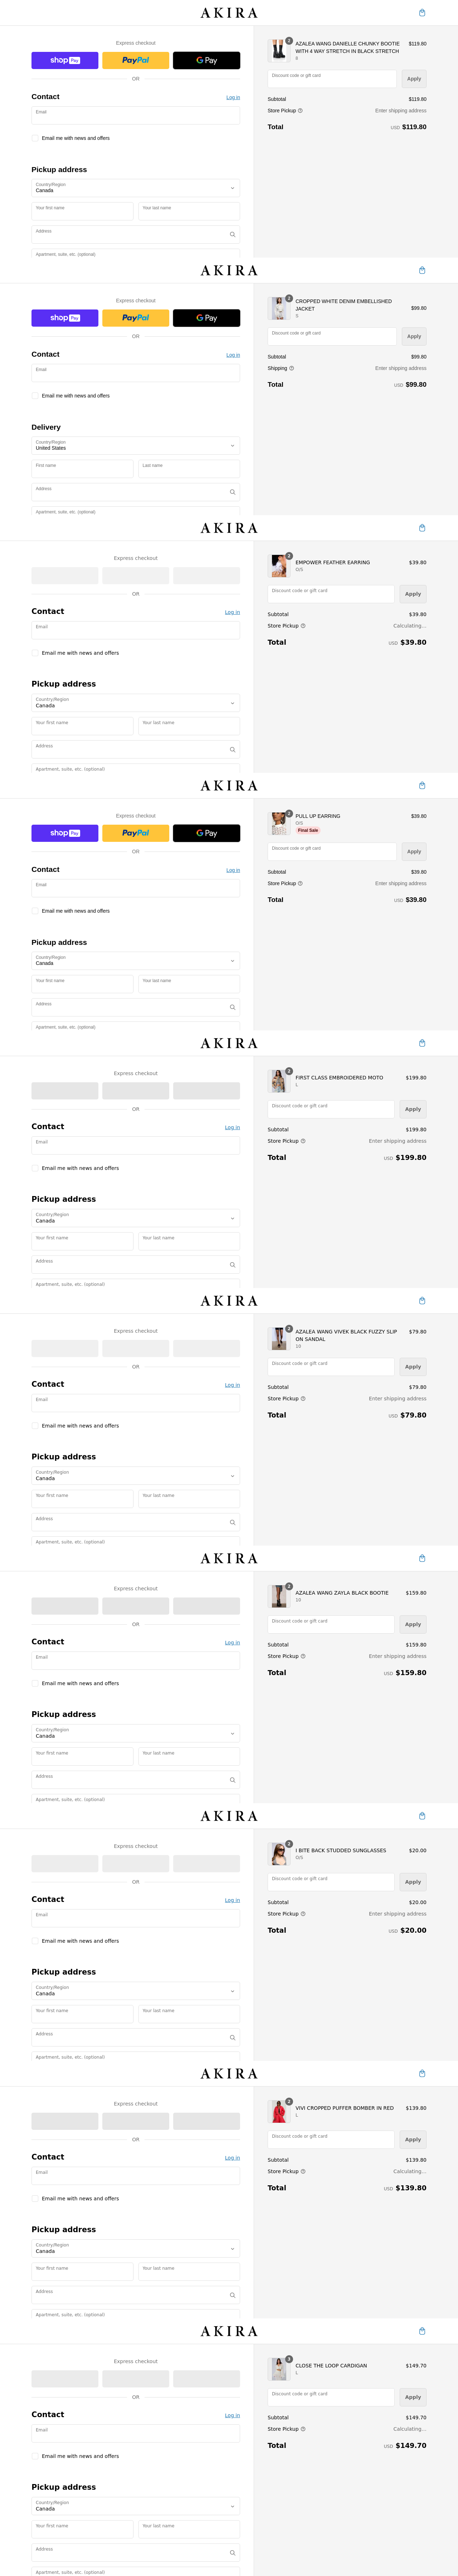 AKIRA
Express checkout
shop Pay
PayPal
G Pay
OR
Contact
Log in
Email
Email me with news and offers
Pickup address
Country/Region
Canada
Your first name
Your last name
Address
Apartment, suite, etc. (optional)
2
AZALEA WANG DANIELLE CHUNKY BOOTIE
WITH 4 WAY STRETCH IN BLACK STRETCH
$119.80
Discount code or gift card
Apply
Subtotal
$119.80
Store Pickup
Enter shipping address
Total
USD $119.80
AKIRA
Express checkout
shop Pay
PayPal
G Pay
OR
Contact
Log in
Email
Email me with news and offers
Delivery
Country/Region
United States
First name
Last name
Address
Apartment, suite, etc. (optional)
CROPPED WHITE DENIM EMBELLISHED
JACKET
S
$99.80
Discount code or gift card
Apply
Subtotal
$99.80
Shipping
Enter shipping address
Total
USD $99.80
AKIRA
Express checkout
OR
Contact
Log in
Email
Email me with news and offers
Pickup address
Country/Region
Canada
Your first name
Your last name
Address
Apartment, suite, etc. (optional)
2
EMPOWER FEATHER EARRING
O/S
$39.80
Discount code or gift card
Apply
Subtotal
$39.80
Store Pickup
Calculating...
Total
USD $39.80
AKIRA
Express checkout
shop Pay
PayPal
G Pay
OR
Contact
Log in
Email
Email me with news and offers
Pickup address
Country/Region
Canada
Your first name
Your last name
Address
Apartment, suite, etc. (optional)
2
PULL UP EARRING
O/S
Final Sale
$39.80
Discount code or gift card
Apply
Subtotal
$39.80
Store Pickup
Enter shipping address
Total
USD $39.80
AKIRA
Express checkout
OR
Contact
Log in
Email
Email me with news and offers
Pickup address
Country/Region
Canada
Your first name
Your last name
Address
Apartment, suite, etc. (optional)
2
FIRST CLASS EMBROIDERED MOTO
L
$199.80
Discount code or gift card
Apply
Subtotal
$199.80
Store Pickup
Enter shipping address
Total
USD $199.80
AKIRA
Express checkout
OR
Contact
Log in
Email
Email me with news and offers
Pickup address
Country/Region
Canada
Your first name
Your last name
Address
Apartment, suite, etc. (optional)
2
AZALEA WANG VIVEK BLACK FUZZY SLIP
ON SANDAL
10
$79.80
Discount code or gift card
Apply
Subtotal
$79.80
Store Pickup
Enter shipping address
Total
USD $79.80
AKIRA
Express checkout
OR
Contact
Log in
Email
Email me with news and offers
Pickup address
Country/Region
Canada
Your first name
Your last name
Address
Apartment, suite, etc. (optional)
2
AZALEA WANG ZAYLA BLACK BOOTIE
10
$159.80
Discount code or gift card
Apply
Subtotal
$159.80
Store Pickup
Enter shipping address
Total
USD $159.80
AKIRA
Express checkout
OR
Contact
Log in
Email
Email me with news and offers
Pickup address
Country/Region
Canada
Your first name
Your last name
Address
Apartment, suite, etc. (optional)
2
I BITE BACK STUDDED SUNGLASSES
O/S
$20.00
Discount code or gift card
Apply
Subtotal
$20.00
Store Pickup
Enter shipping address
Total
USD $20.00
AKIRA
Express checkout
OR
Contact
Log in
Email
Email me with news and offers
Pickup address
Country/Region
Canada
Your first name
Your last name
Address
Apartment, suite, etc. (optional)
2
VIVI CROPPED PUFFER BOMBER IN RED
L
$139.80
Discount code or gift card
Apply
Subtotal
$139.80
Store Pickup
Calculating...
Total
USD $139.80
AKIRA
Express checkout
OR
Contact
Log in
Email
Email me with news and offers
Pickup address
Country/Region
Canada
Your first name
Your last name
Address
Apartment, suite, etc. (optional)
3
CLOSE THE LOOP CARDIGAN
L
$149.70
Discount code or gift card
Apply
Subtotal
$149.70
Store Pickup
Calculating...
Total
USD $149.70